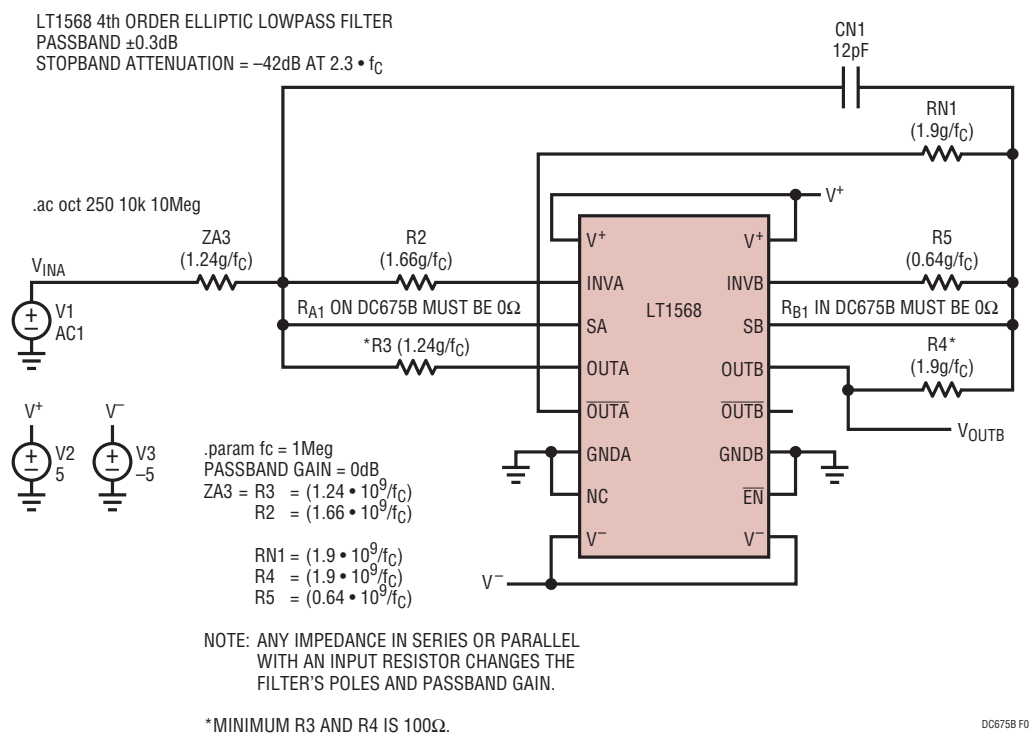 LT1568 4th ORDER ELLIPTIC LOWPASS FILTER
PASSBAND ±0.3dB
STOPBAND ATTENUATION = –42dB AT 2.3 • fC
CN1
12pF
RN1
(1.9g/fC)
.ac oct 250 10k 10Meg
V+
ZA3
(1.24g/fC)
R2
(1.66g/fC)
V+
V+
R5
(0.64g/fC)
VINA
INVA
INVB
V1
AC1
RA1 ON DC675B MUST BE 0Ω
LT1568
RB1 IN DC675B MUST BE 0Ω
SA
SB
*R3 (1.24g/fC)
R4*
(1.9g/fC)
OUTA
OUTB
OUTA
OUTB
V+
V–
VOUTB
V2
5
V3
–5
GNDA
GNDB
NC
EN
V–
V–
V–
.param fc = 1Meg
PASSBAND GAIN = 0dB
ZA3 = R3 = (1.24 • 10^9/fC)
R2 = (1.66 • 10^9/fC)
RN1 = (1.9 • 10^9/fC)
R4 = (1.9 • 10^9/fC)
R5 = (0.64 • 10^9/fC)
NOTE: ANY IMPEDANCE IN SERIES OR PARALLEL
WITH AN INPUT RESISTOR CHANGES THE
FILTER'S POLES AND PASSBAND GAIN.
*MINIMUM R3 AND R4 IS 100Ω.
DC675B F0